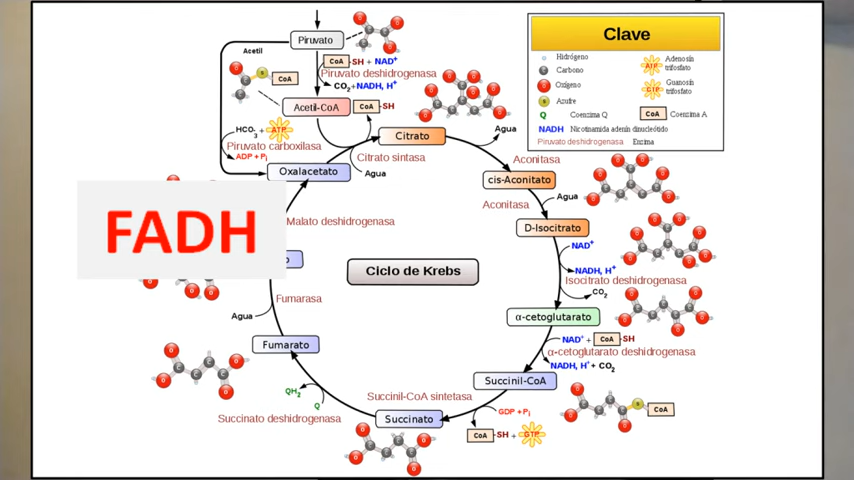 Piruvato
Acetil
CoA-SH + NAD⁺
Piruvato deshidrogenasa
CO₂+NADH, H⁺
S
CoA
Acetil-CoA
CoA-SH
HCO₃⁻ + ATP
Piruvato carboxilasa
ADP + Pᵢ
Citrato
Citrato sintasa
Agua
Oxalacetato
Agua
Aconitasa
cis-Aconitato
Aconitasa
Agua
D-Isocitrato
NAD⁺
NADH, H⁺
Isocitrato deshidrogenasa
CO₂
α-cetoglutarato
NAD⁺ + CoA-SH
α-cetoglutarato deshidrogenasa
NADH, H⁺ + CO₂
Succinil-CoA
S
CoA
Succinil-CoA sintetasa
GDP + Pᵢ
CoA-SH + GTP
Succinato
Succinato deshidrogenasa
Q
QH₂
Fumarato
Agua
Fumarasa
o
Malato deshidrogenasa
FADH
Ciclo de Krebs
Clave
Hidrógeno
Carbono
Oxígeno
Azufre
Q Coenzima Q
NADH Nicotinamida adenin dinucleótido
Piruvato deshidrogenasa Enzima
ATP Adenosín
trifosfato
GTP Guanosín
trifosfato
CoA Coenzima A